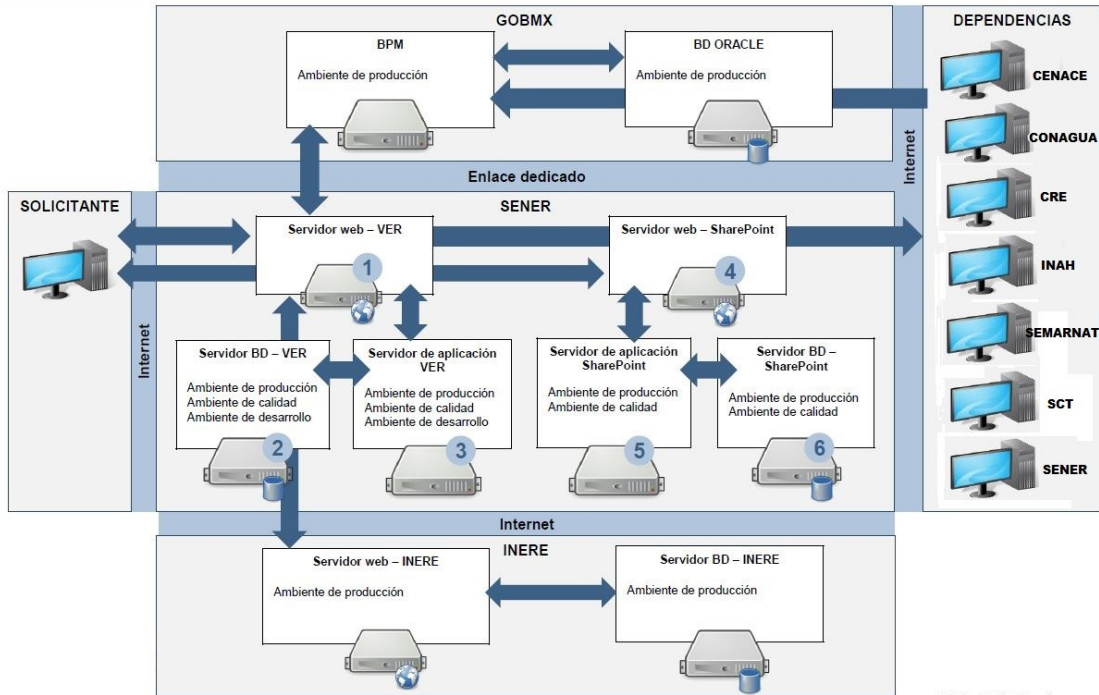 GOBMX
BPM
Ambiente de producción
BD ORACLE
Ambiente de producción
DEPENDENCIAS
CENACE
CONAGUA
CRE
INAH
SEMARNAT
SCT
SENER
Internet
Enlace dedicado
SOLICITANTE
Internet
SENER
Servidor web – VER
1
Servidor web – SharePoint
4
Servidor BD – VER
Ambiente de producción
Ambiente de calidad
Ambiente de desarrollo
2
Servidor de aplicación
VER
Ambiente de producción
Ambiente de calidad
Ambiente de desarrollo
3
Servidor de aplicación
SharePoint
Ambiente de producción
Ambiente de calidad
5
Servidor BD –
SharePoint
Ambiente de producción
Ambiente de calidad
6
Internet
INERE
Servidor web – INERE
Ambiente de producción
Servidor BD – INERE
Ambiente de producción